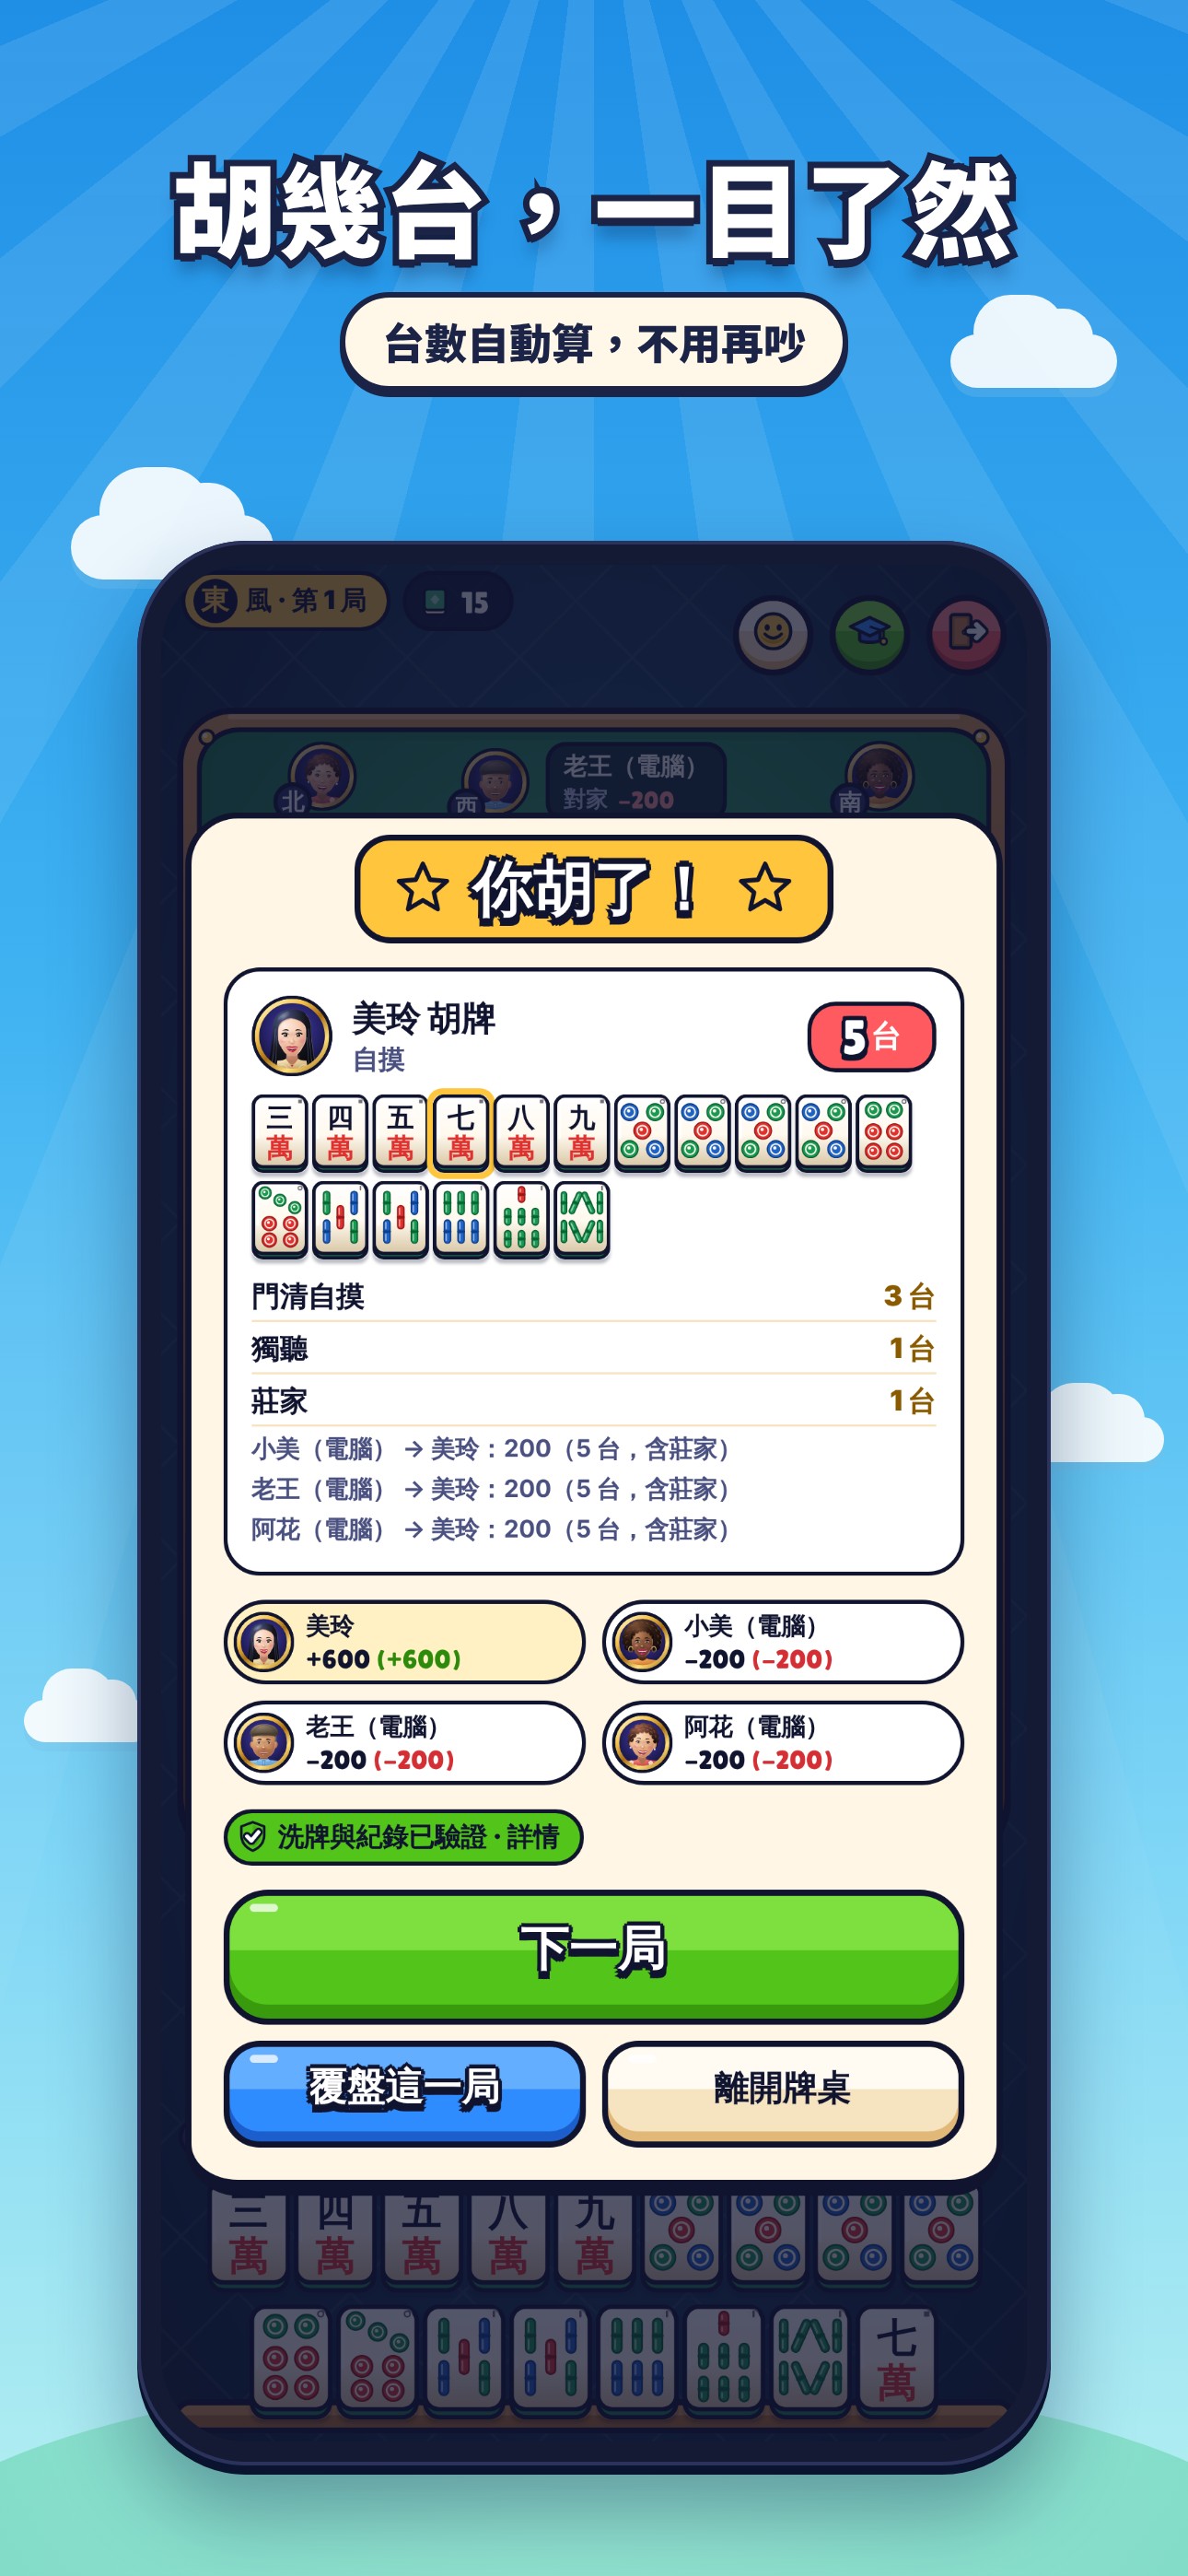 胡幾台，一目了然
台數自動算，不用再吵
東 風·第1局 15
老王（電腦）
對家 -200
北 西 南
你胡了！
美玲 胡牌
自摸
5台
三萬 四萬 五萬 七萬 八萬 九萬
門清自摸 3 台
獨聽 1 台
莊家 1 台
小美（電腦） → 美玲：200（5 台，含莊家）
老王（電腦） → 美玲：200（5 台，含莊家）
阿花（電腦） → 美玲：200（5 台，含莊家）
美玲
+600 (+600)
小美（電腦）
-200 (-200)
老王（電腦）
-200 (-200)
阿花（電腦）
-200 (-200)
洗牌與紀錄已驗證·詳情
下一局
覆盤這一局
離開牌桌
三萬 四萬 五萬 八萬 九萬
七萬